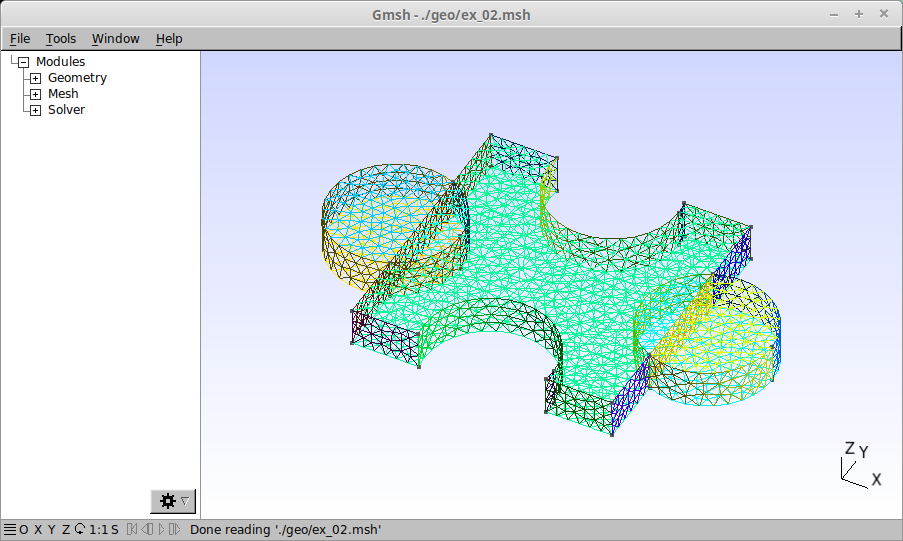 Gmsh - ./geo/ex_02.msh
File Tools Window Help
Modules
Geometry
Mesh
Solver
Z Y
X
O X Y Z 1:1 S Done reading './geo/ex_02.msh'